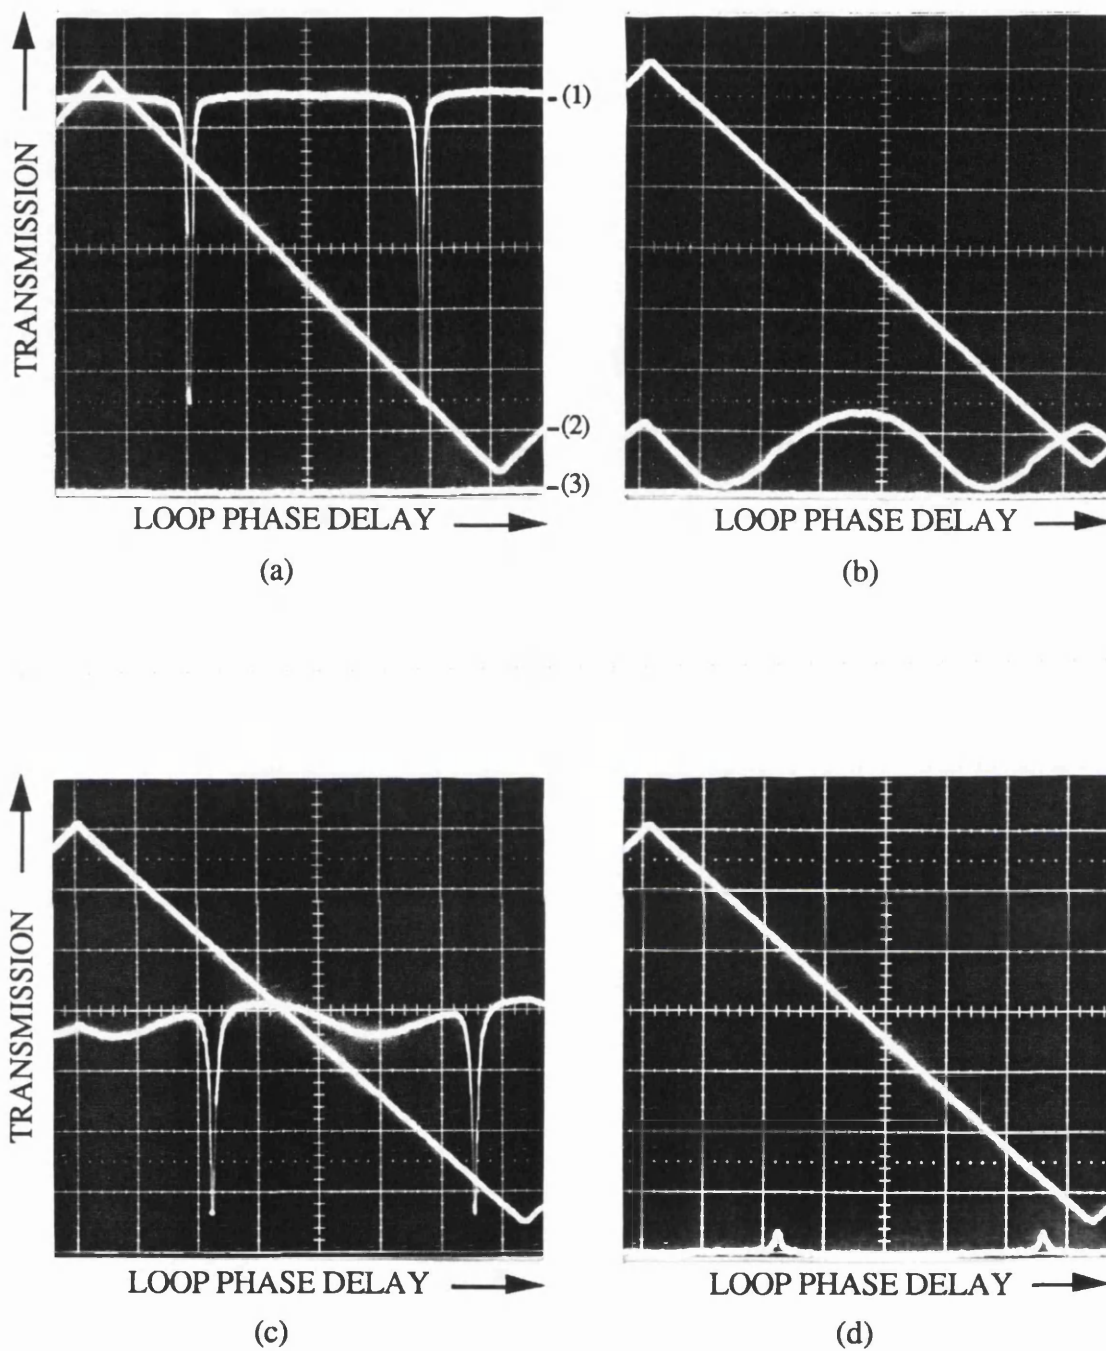 TRANSMISSION
-(1)
-(2)
-(3)
LOOP PHASE DELAY
(a)
LOOP PHASE DELAY
(b)
TRANSMISSION
LOOP PHASE DELAY
(c)
LOOP PHASE DELAY
(d)